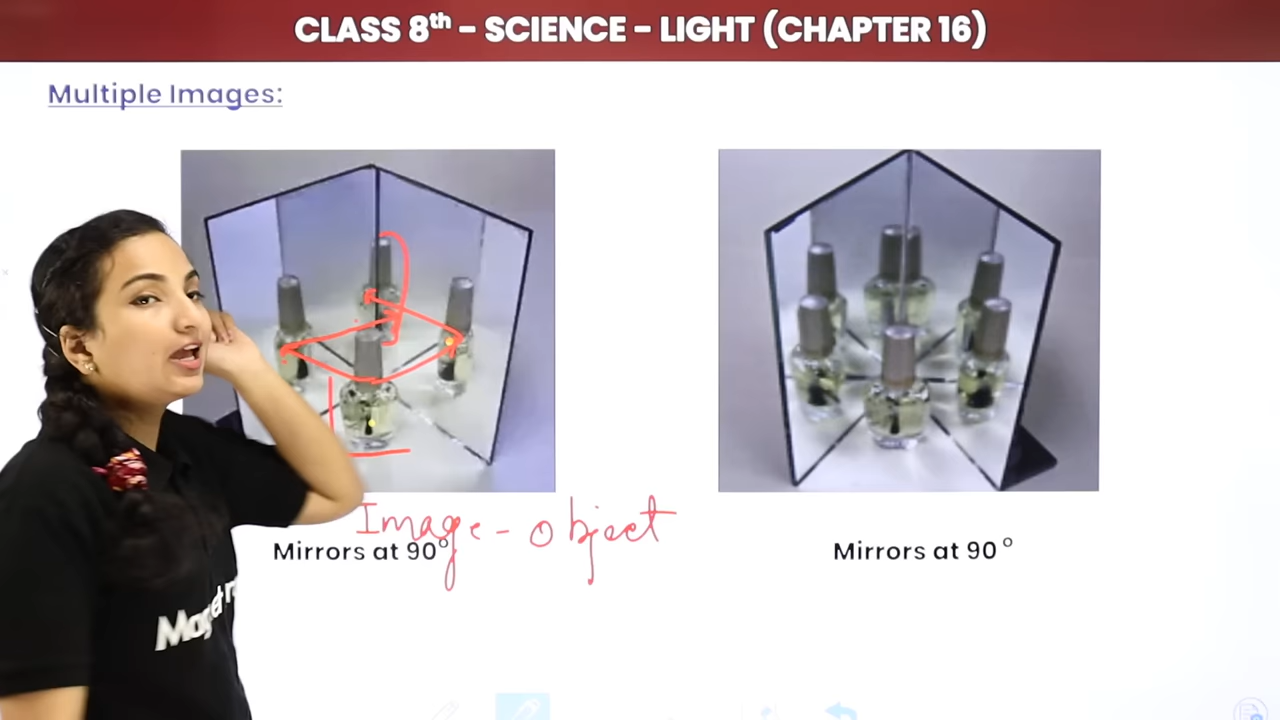 CLASS 8th – SCIENCE – LIGHT (CHAPTER 16)
Multiple Images:
Image - Object
Mirrors at 90°
Mirrors at 90°